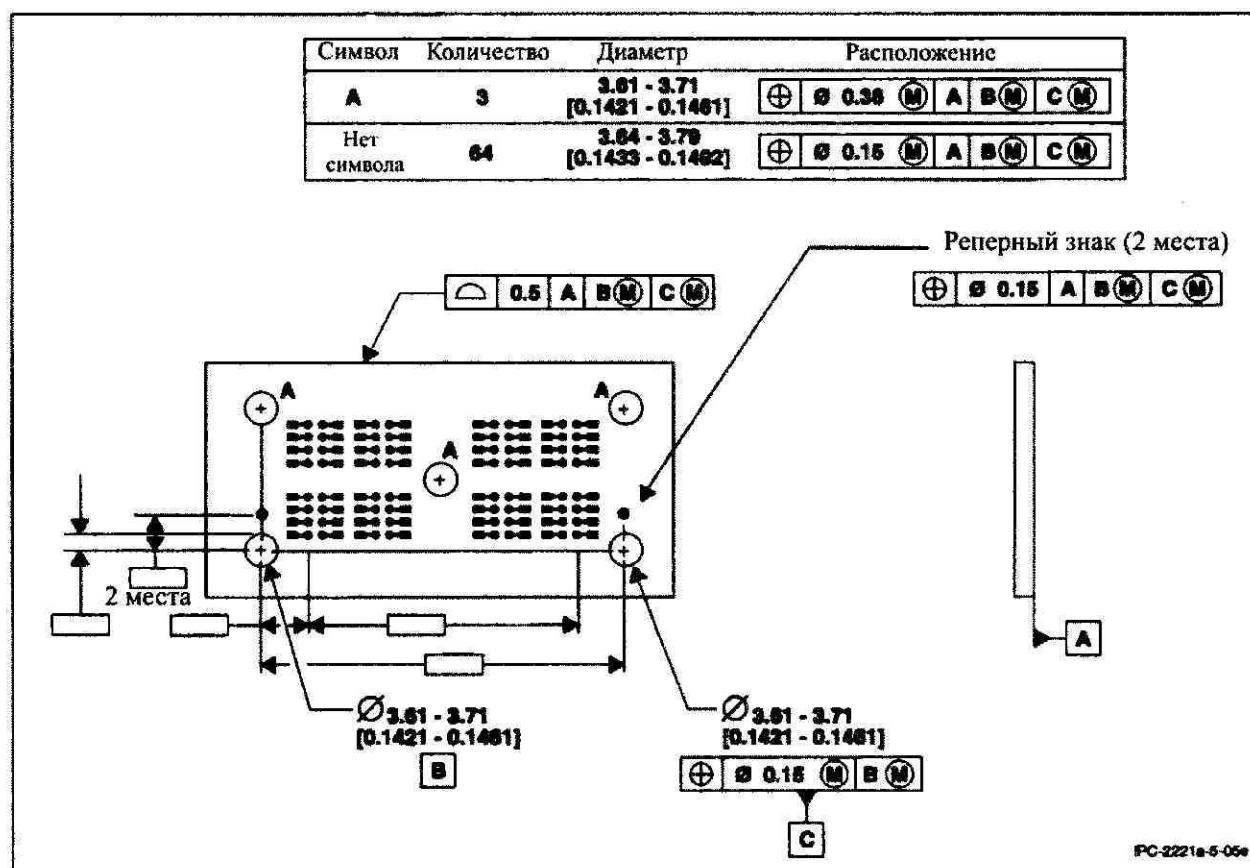 Символ Количество Диаметр Расположение
A 3 3.61 - 3.71 [0.1421 - 0.1461] ⌖ Ø 0.36 Ⓜ A B Ⓜ C Ⓜ
Нет символа 64 3.64 - 3.79 [0.1433 - 0.1492] ⌖ Ø 0.15 Ⓜ A B Ⓜ C Ⓜ
Реперный знак (2 места)
⌓ 0.5 A B Ⓜ C Ⓜ
⌖ Ø 0.15 A B Ⓜ C Ⓜ
A
A
A
2 места
A
Ø 3.61 - 3.71
[0.1421 - 0.1461]
B
Ø 3.61 - 3.71
[0.1421 - 0.1461]
⌖ Ø 0.15 Ⓜ B Ⓜ
C
IPC-2221a-5-05e